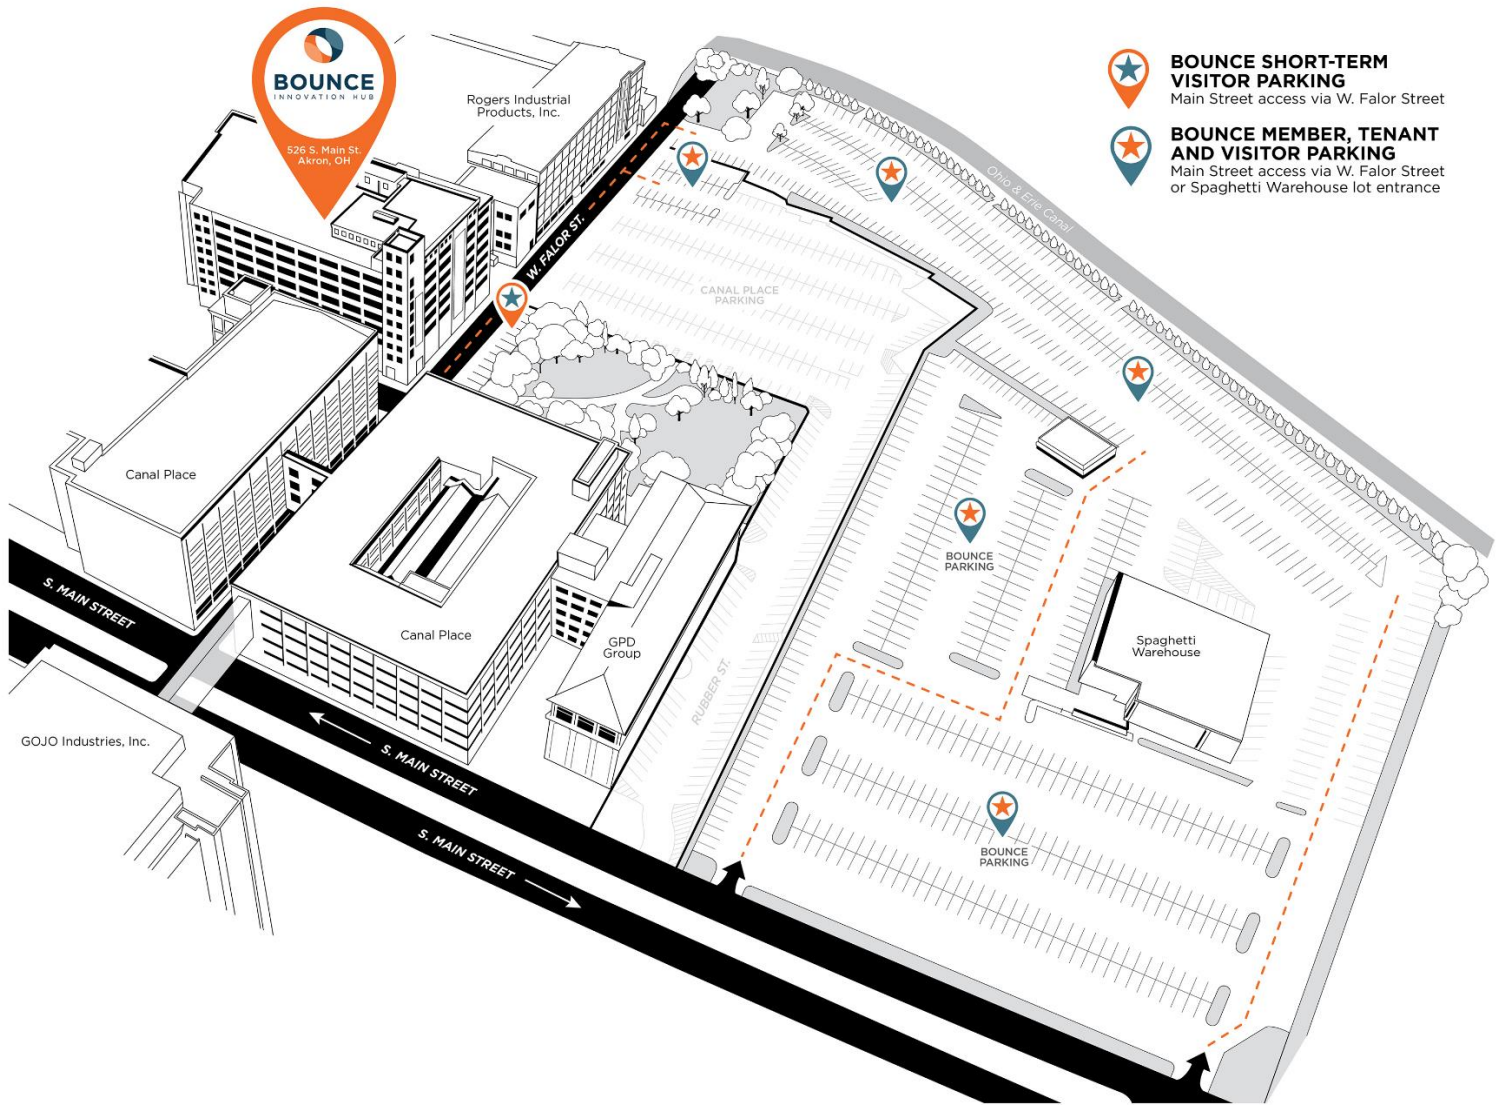 BOUNCE
INNOVATION HUB
526 S. Main St.
Akron, OH
Rogers Industrial
Products, Inc.
BOUNCE SHORT-TERM
VISITOR PARKING
Main Street access via W. Falor Street
BOUNCE MEMBER, TENANT
AND VISITOR PARKING
Main Street access via W. Falor Street
or Spaghetti Warehouse lot entrance
Ohio & Erie Canal
W. FALOR ST.
CANAL PLACE
PARKING
Canal Place
BOUNCE
PARKING
S. MAIN STREET
Canal Place
GPD
Group
Spaghetti
Warehouse
RUBBER ST.
GOJO Industries, Inc.
S. MAIN STREET
S. MAIN STREET
BOUNCE
PARKING